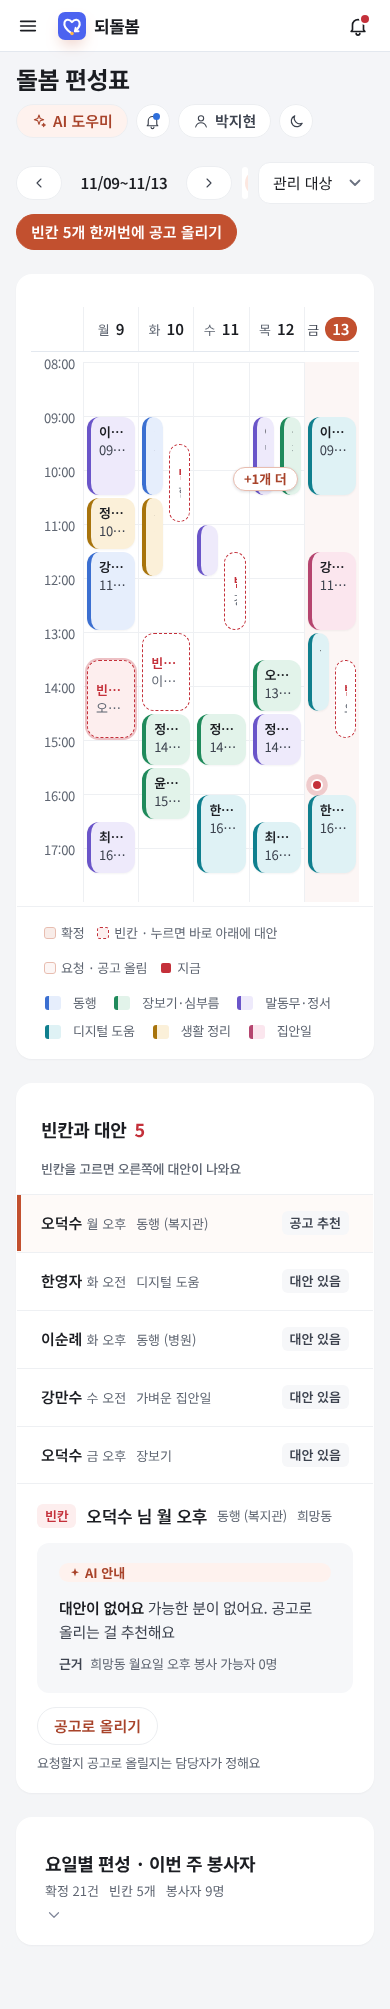 되돌봄
돌봄 편성표
AI 도우미
박지현
11/09~11/13
관리 대상
빈칸 5개 한꺼번에 공고 올리기
월 9 화 10 수 11 목 12 금 13
08:00
09:00
이…
09…
이…
09…
10:00
+1개 더
정…
10…
11:00
강…
11…
강…
11…
12:00
13:00
빈…
이…
오…
13…
14:00
빈…
오…
정…
14…
정…
14…
정…
14…
15:00
윤…
15…
16:00
한…
16…
한…
16…
최…
16…
최…
16…
17:00
확정 빈칸 · 누르면 바로 아래에 대안
요청 · 공고 올림 지금
동행 장보기·심부름 말동무·정서
디지털 도움 생활 정리 집안일
빈칸과 대안 5
빈칸을 고르면 오른쪽에 대안이 나와요
오덕수 월 오후 동행 (복지관) 공고 추천
한영자 화 오전 디지털 도움 대안 있음
이순례 화 오후 동행 (병원) 대안 있음
강만수 수 오전 가벼운 집안일 대안 있음
오덕수 금 오후 장보기 대안 있음
빈칸 오덕수 님 월 오후 동행 (복지관) 희망동
AI 안내
대안이 없어요 가능한 분이 없어요. 공고로
올리는 걸 추천해요
근거 희망동 월요일 오후 봉사 가능자 0명
공고로 올리기
요청할지 공고로 올릴지는 담당자가 정해요
요일별 편성 · 이번 주 봉사자
확정 21건 빈칸 5개 봉사자 9명